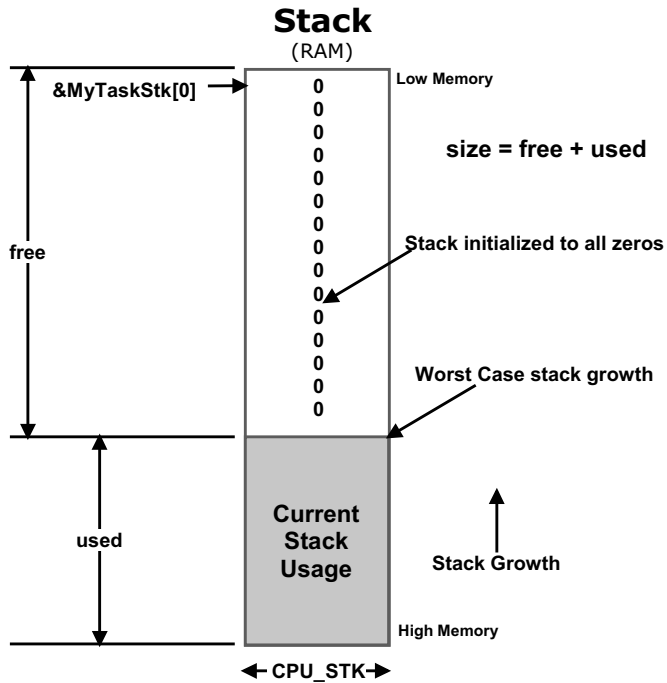 Stack
(RAM)
&MyTaskStk[0]
Low Memory
0
0
0
size = free + used
0
0
0
0
free
0
Stack initialized to all zeros
0
0
0
0
0
Worst Case stack growth
0
0
used
Current
Stack
Usage
Stack Growth
High Memory
CPU_STK